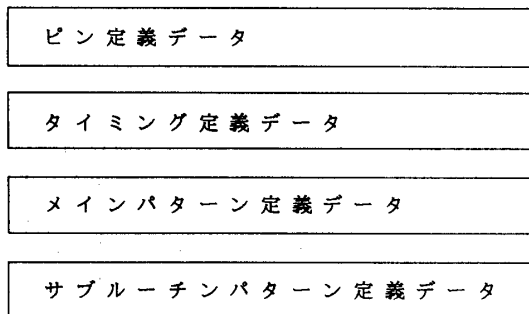 ピン定義データ
タイミング定義データ
メインパターン定義データ
サブルーチンパターン定義データ